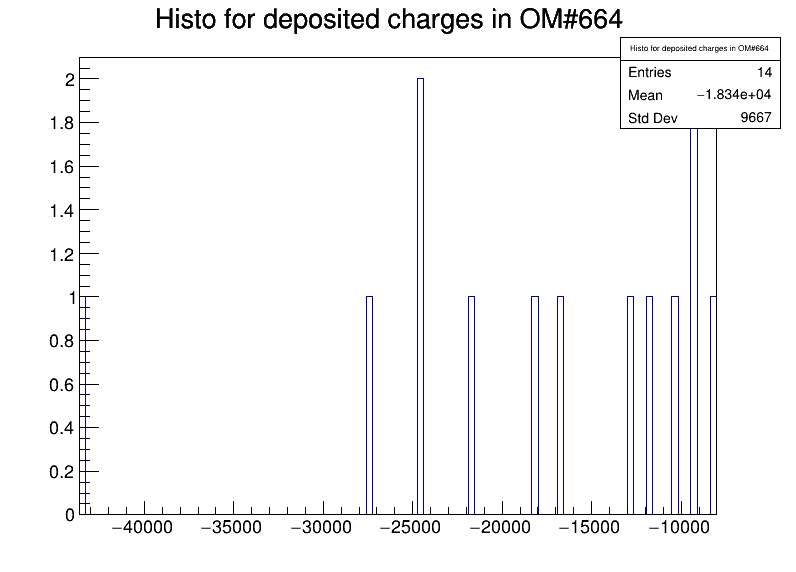 Histo for deposited charges in OM#664
Histo for deposited charges in OM#664
Entries 14
Mean −1.834e+04
Std Dev 9667
2
1.8
1.6
1.4
1.2
1
0.8
0.6
0.4
0.2
0
−40000 −35000 −30000 −25000 −20000 −15000 −10000